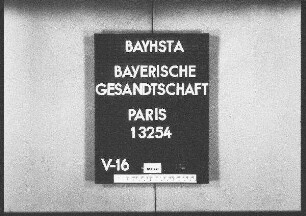 BAYHSTA
BAYERISCHE
GESANDTSCHAFT
PARIS
13254
V-16